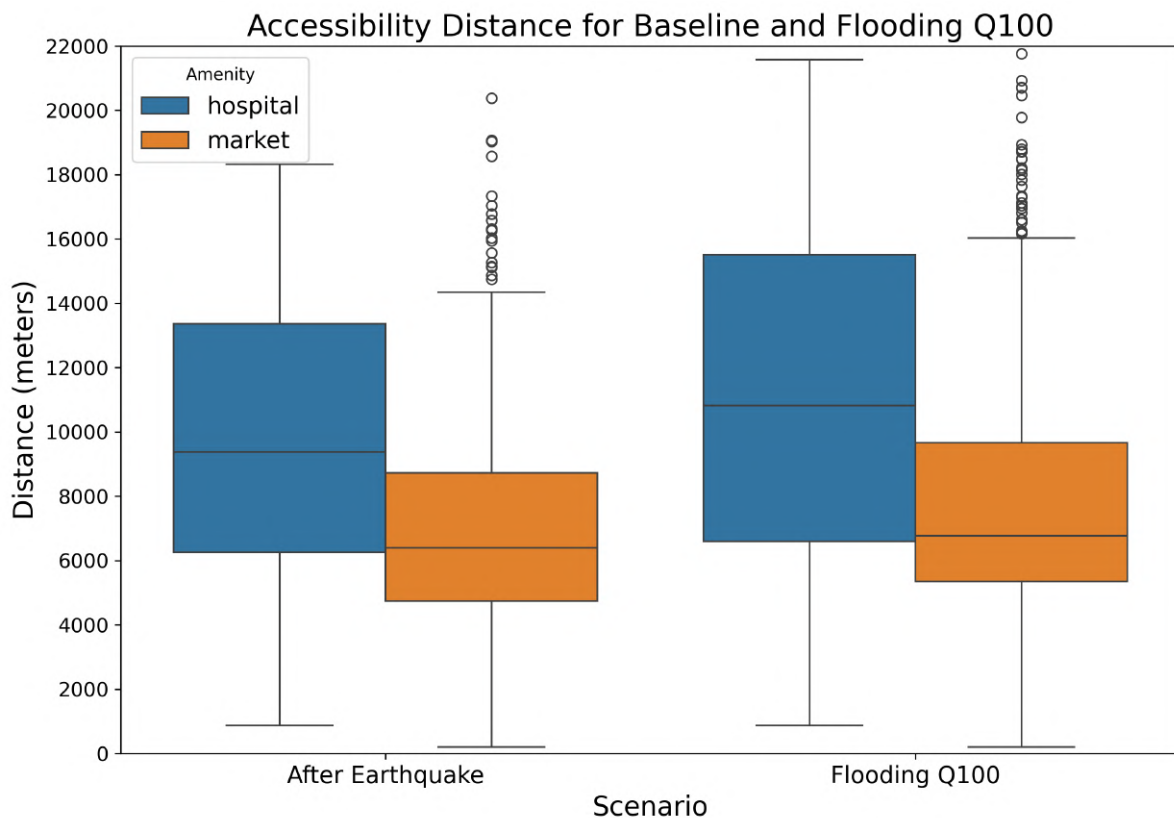 Accessibility Distance for Baseline and Flooding Q100
Amenity
hospital
market
Distance (meters)
22000
20000
18000
16000
14000
12000
10000
8000
6000
4000
2000
0
After Earthquake
Flooding Q100
Scenario